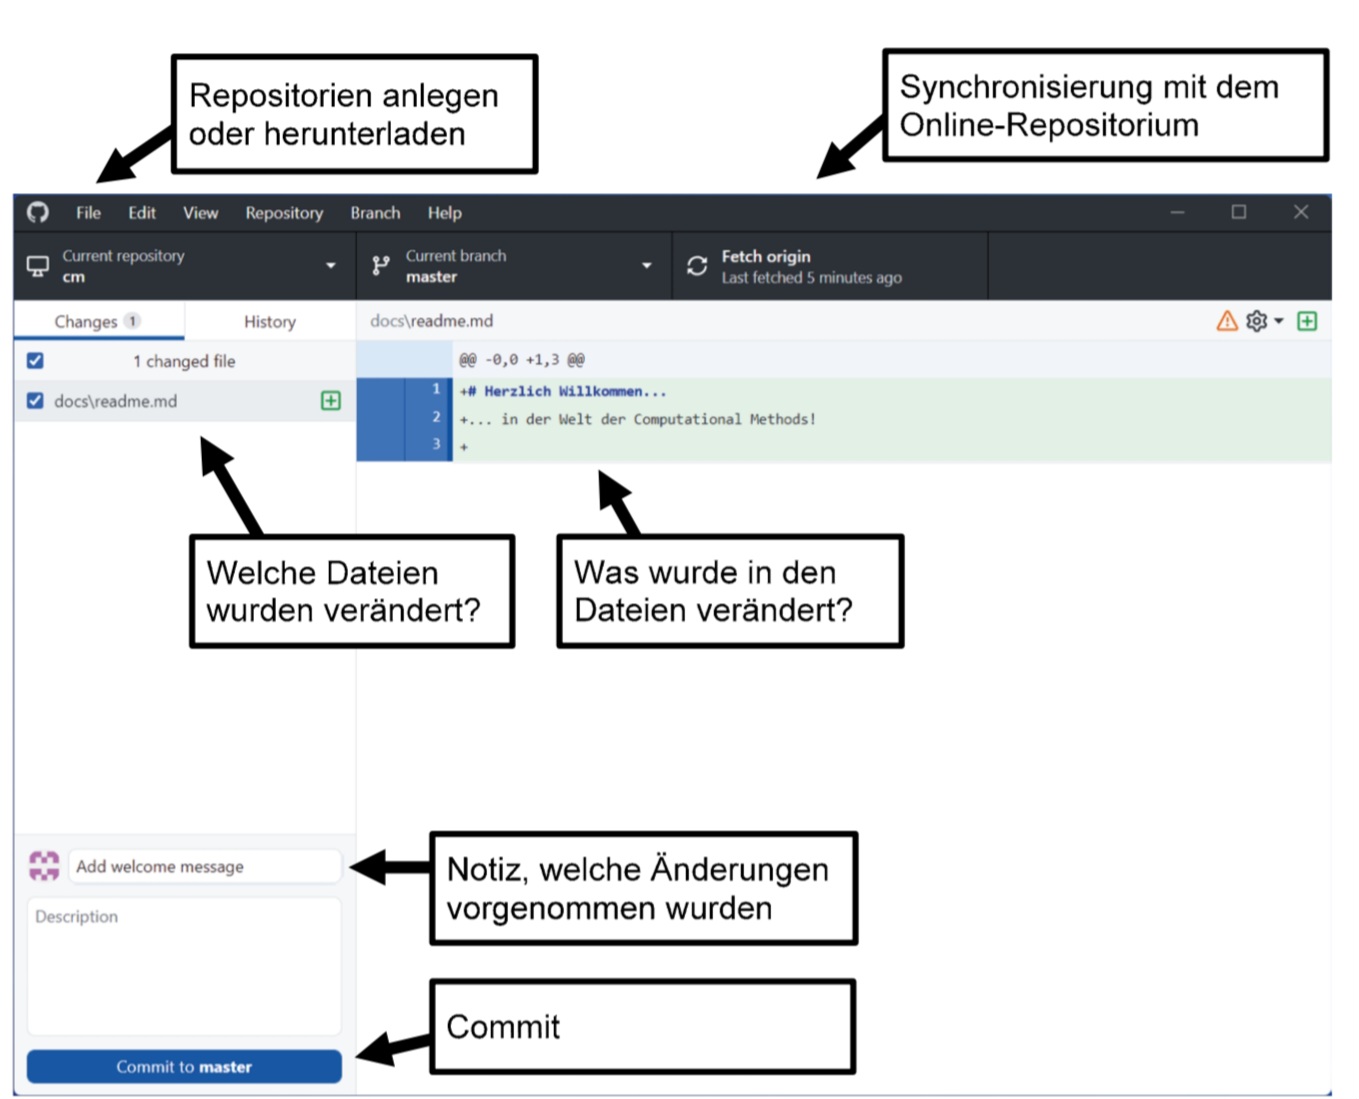 Repositorien anlegen
oder herunterladen
Synchronisierung mit dem
Online-Repositorium
File Edit View Repository Branch Help
Current repository
cm
Current branch
master
Fetch origin
Last fetched 5 minutes ago
Changes 1 History
docs\readme.md
1 changed file
docs\readme.md
@@ -0,0 +1,3 @@
1 +# Herzlich Willkommen...
2 +... in der Welt der Computational Methods!
3 +
Welche Dateien
wurden verändert?
Was wurde in den
Dateien verändert?
Add welcome message
Description
Notiz, welche Änderungen
vorgenommen wurden
Commit
Commit to master